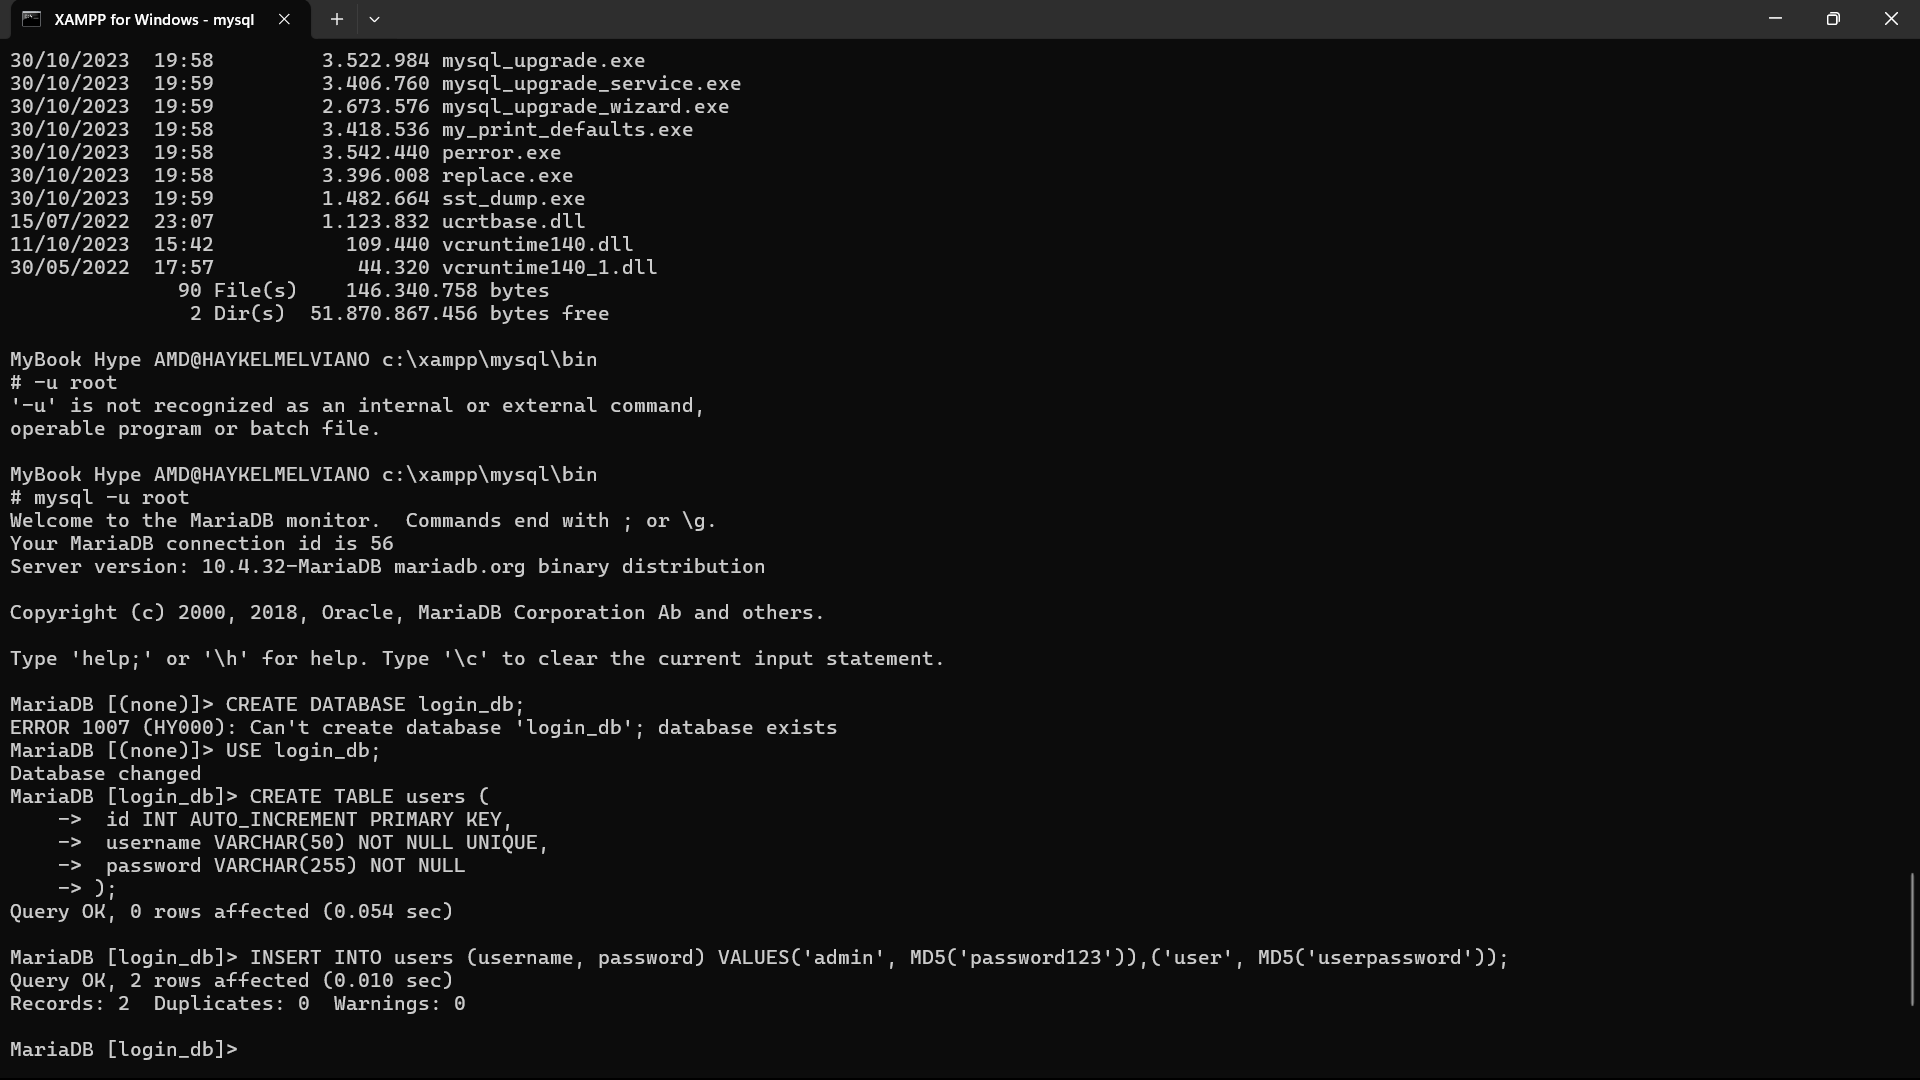 XAMPP for Windows - mysql
30/10/2023  19:58         3.522.984 mysql_upgrade.exe
30/10/2023  19:59         3.406.760 mysql_upgrade_service.exe
30/10/2023  19:59         2.673.576 mysql_upgrade_wizard.exe
30/10/2023  19:58         3.418.536 my_print_defaults.exe
30/10/2023  19:58         3.542.440 perror.exe
30/10/2023  19:58         3.396.008 replace.exe
30/10/2023  19:59         1.482.664 sst_dump.exe
15/07/2022  23:07         1.123.832 ucrtbase.dll
11/10/2023  15:42           109.440 vcruntime140.dll
30/05/2022  17:57            44.320 vcruntime140_1.dll
              90 File(s)    146.340.758 bytes
               2 Dir(s)  51.870.867.456 bytes free
MyBook Hype AMD@HAYKELMELVIANO c:\xampp\mysql\bin
# -u root
'-u' is not recognized as an internal or external command,
operable program or batch file.
MyBook Hype AMD@HAYKELMELVIANO c:\xampp\mysql\bin
# mysql -u root
Welcome to the MariaDB monitor.  Commands end with ; or \g.
Your MariaDB connection id is 56
Server version: 10.4.32-MariaDB mariadb.org binary distribution
Copyright (c) 2000, 2018, Oracle, MariaDB Corporation Ab and others.
Type 'help;' or '\h' for help. Type '\c' to clear the current input statement.
MariaDB [(none)]> CREATE DATABASE login_db;
ERROR 1007 (HY000): Can't create database 'login_db'; database exists
MariaDB [(none)]> USE login_db;
Database changed
MariaDB [login_db]> CREATE TABLE users (
    ->  id INT AUTO_INCREMENT PRIMARY KEY,
    ->  username VARCHAR(50) NOT NULL UNIQUE,
    ->  password VARCHAR(255) NOT NULL
    -> );
Query OK, 0 rows affected (0.054 sec)
MariaDB [login_db]> INSERT INTO users (username, password) VALUES('admin', MD5('password123')),('user', MD5('userpassword'));
Query OK, 2 rows affected (0.010 sec)
Records: 2  Duplicates: 0  Warnings: 0
MariaDB [login_db]>